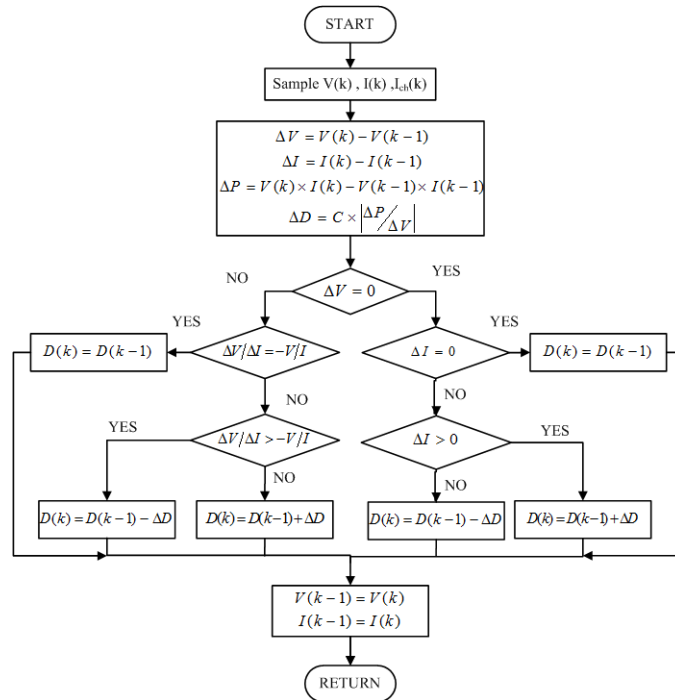 START
Sample V(k) , I(k) ,I_ch(k)
ΔV = V(k) − V(k − 1)
ΔI = I(k) − I(k − 1)
ΔP = V(k) × I(k) − V(k − 1) × I(k − 1)
ΔD = C × |ΔP/ΔV|
NO
YES
ΔV = 0
YES
YES
D(k) = D(k − 1)
ΔV/ΔI = −V/I
ΔI = 0
D(k) = D(k − 1)
NO
NO
YES
ΔV/ΔI > −V/I
ΔI > 0
YES
NO
NO
D(k) = D(k − 1) − ΔD
D(k) = D(k − 1) + ΔD
D(k) = D(k − 1) − ΔD
D(k) = D(k − 1) + ΔD
V(k − 1) = V(k)
I(k − 1) = I(k)
RETURN